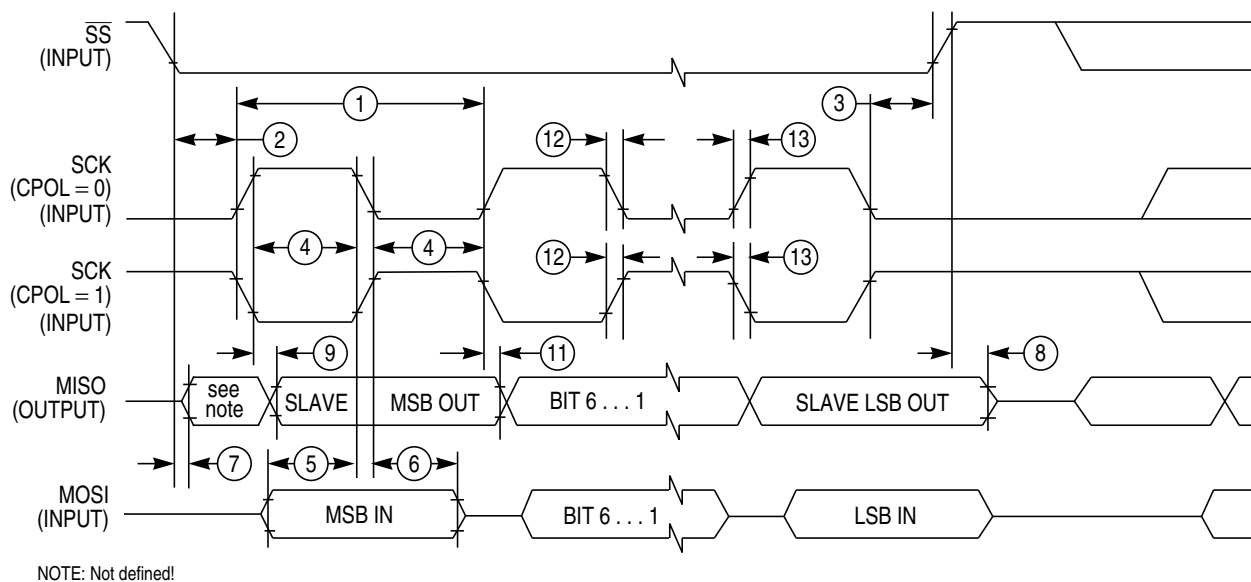 SS
(INPUT)
1
3
2
12
13
SCK
(CPOL = 0)
(INPUT)
4
4
12
13
SCK
(CPOL = 1)
(INPUT)
9
11
8
MISO
(OUTPUT)
see
note
SLAVE
MSB OUT
BIT 6 . . . 1
SLAVE LSB OUT
7
5
6
MOSI
(INPUT)
MSB IN
BIT 6 . . . 1
LSB IN
NOTE: Not defined!